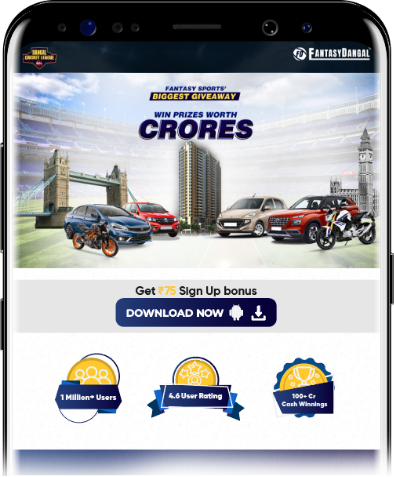 DANGAL
CRICKET LEAGUE
FANTASYDANGAL
FANTASY SPORTS'
BIGGEST GIVEAWAY
WIN PRIZES WORTH
CRORES
Get ₹75 Sign Up bonus
DOWNLOAD NOW
1 Million+ Users
4.6 User Rating
100+ Cr
Cash Winnings